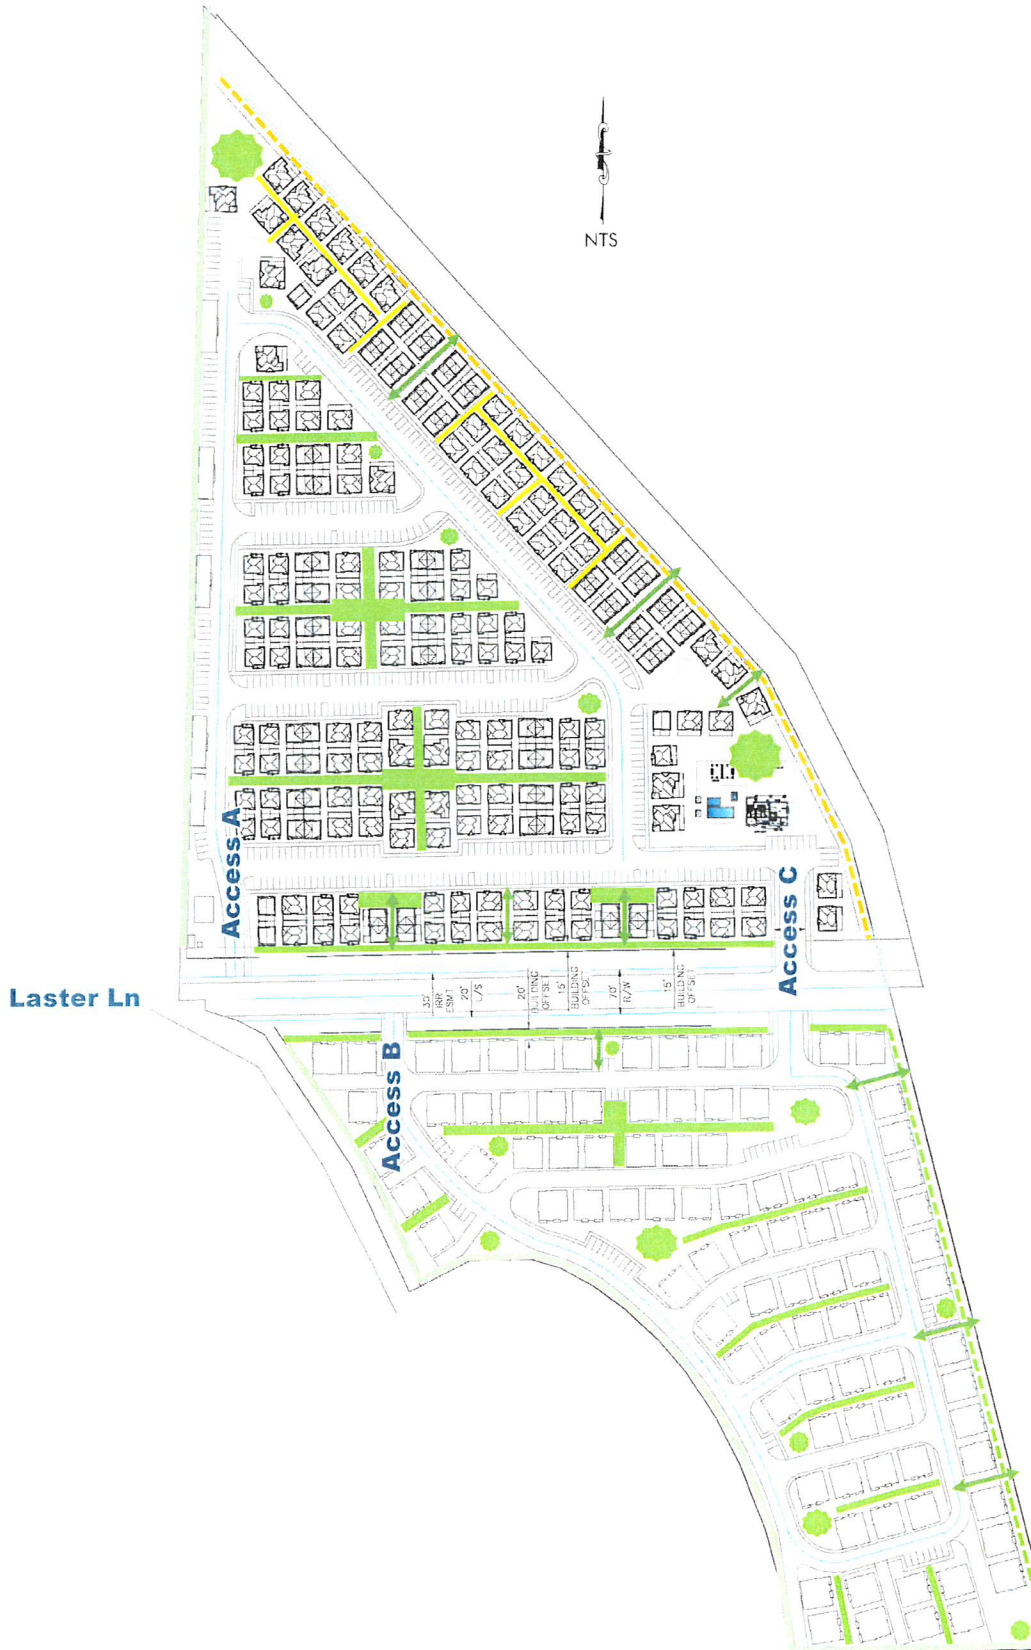 NTS
Access A
Access C
Laster Ln
30'
IRR
ESMT
20'
L/S
20'
BUILDING
OFFSET
15'
BUILDING
OFFSET
70'
R/W
15'
BUILDING
OFFSET
Access B